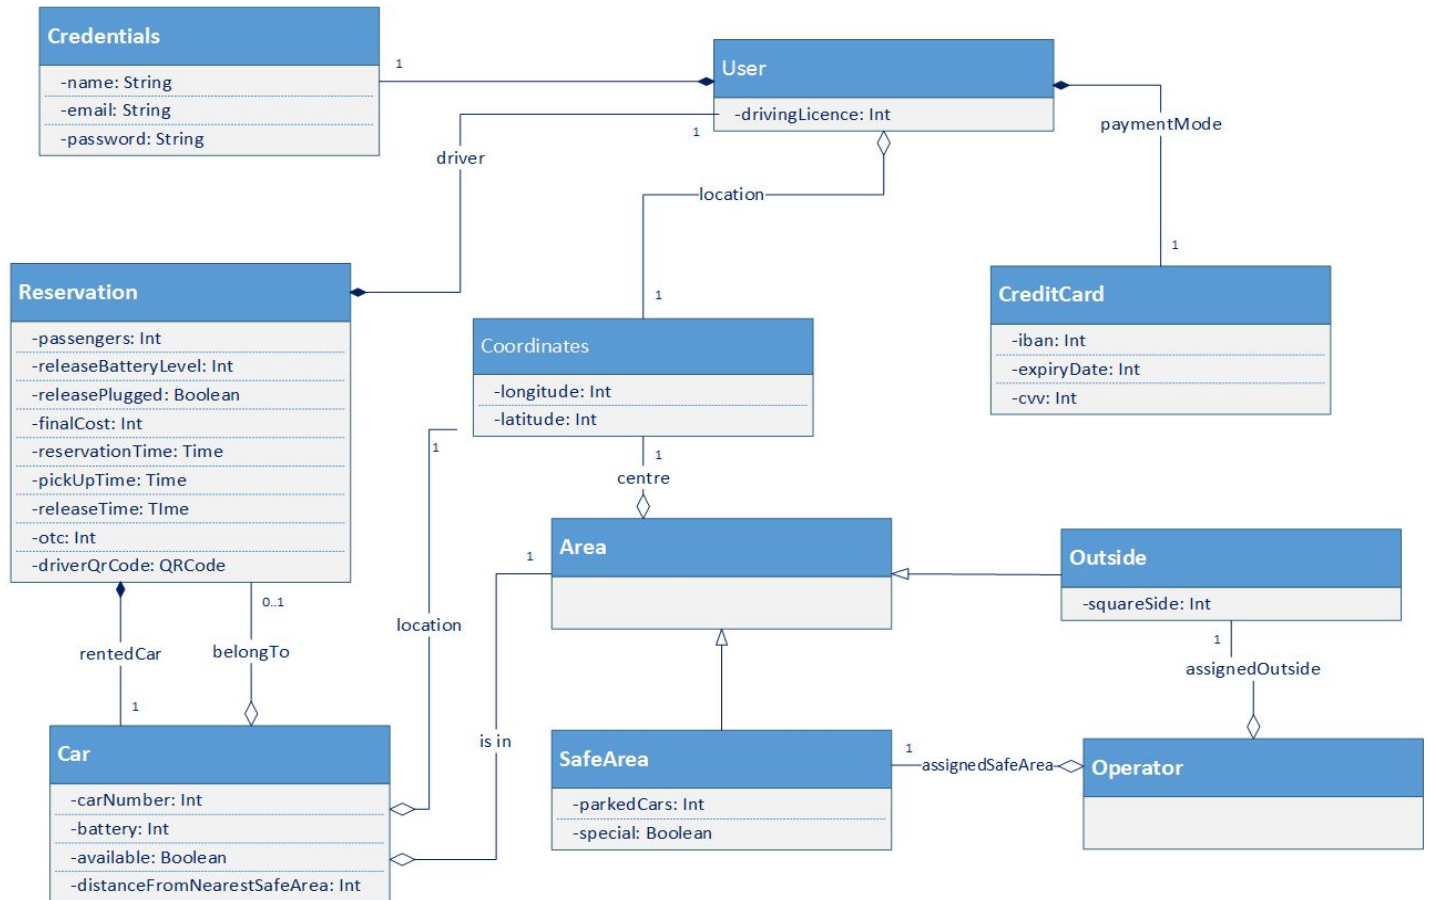 Credentials
-name: String
-email: String
-password: String
1
User
-drivingLicence: Int
1
driver
paymentMode
location
1
1
Reservation
-passengers: Int
-releaseBatteryLevel: Int
-releasePlugged: Boolean
-finalCost: Int
-reservationTime: Time
-pickUpTime: Time
-releaseTime: TIme
-otc: Int
-driverQrCode: QRCode
CreditCard
-iban: Int
-expiryDate: Int
-cvv: Int
Coordinates
-longitude: Int
-latitude: Int
1
1
centre
1
Area
Outside
-squareSide: Int
0..1
location
rentedCar
belongTo
1
assignedOutside
1
is in
Car
-carNumber: Int
-battery: Int
-available: Boolean
-distanceFromNearestSafeArea: Int
SafeArea
-parkedCars: Int
-special: Boolean
1
assignedSafeArea
Operator